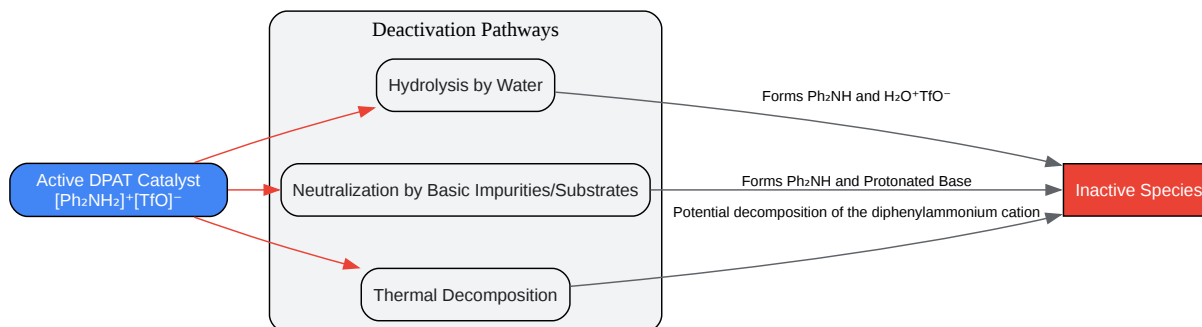 Deactivation Pathways
Hydrolysis by Water
Forms Ph₂NH and H₂O⁺TfO⁻
Active DPAT Catalyst
[Ph₂NH₂]⁺[TfO]⁻
Neutralization by Basic Impurities/Substrates
Forms Ph₂NH and Protonated Base
Inactive Species
Potential decomposition of the diphenylammonium cation
Thermal Decomposition